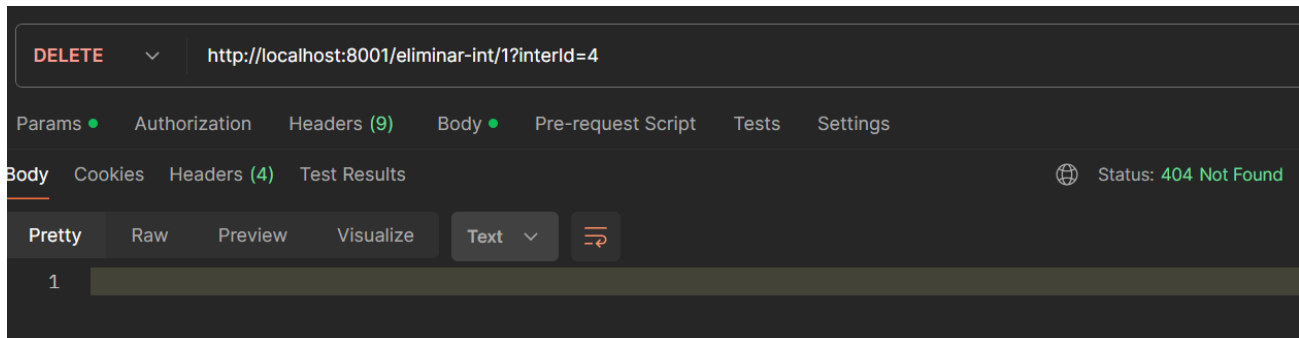 DELETE http://localhost:8001/eliminar-int/1?interId=4
Params Authorization Headers (9) Body Pre-request Script Tests Settings
Body Cookies Headers (4) Test Results Status: 404 Not Found
Pretty Raw Preview Visualize Text
1